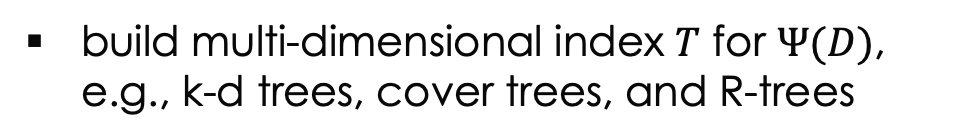 ▪ build multi-dimensional index T for Ψ(D),
e.g., k-d trees, cover trees, and R-trees